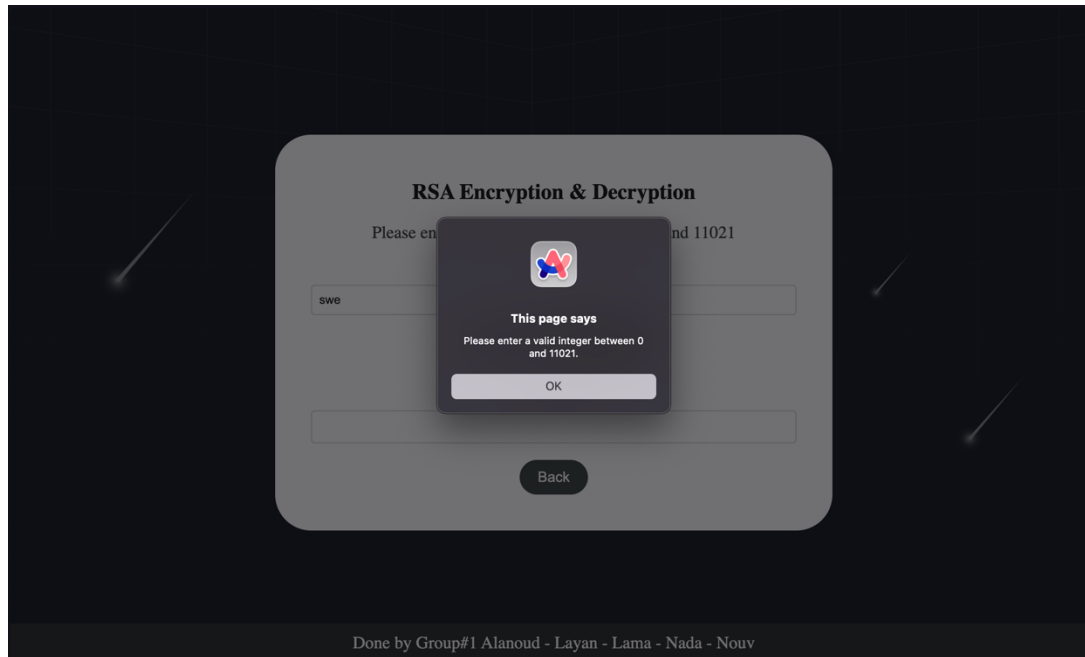 RSA Encryption & Decryption
Please en nd 11021
swe
This page says
Please enter a valid integer between 0
and 11021.
OK
Back
Done by Group#1 Alanoud - Layan - Lama - Nada - Nouv